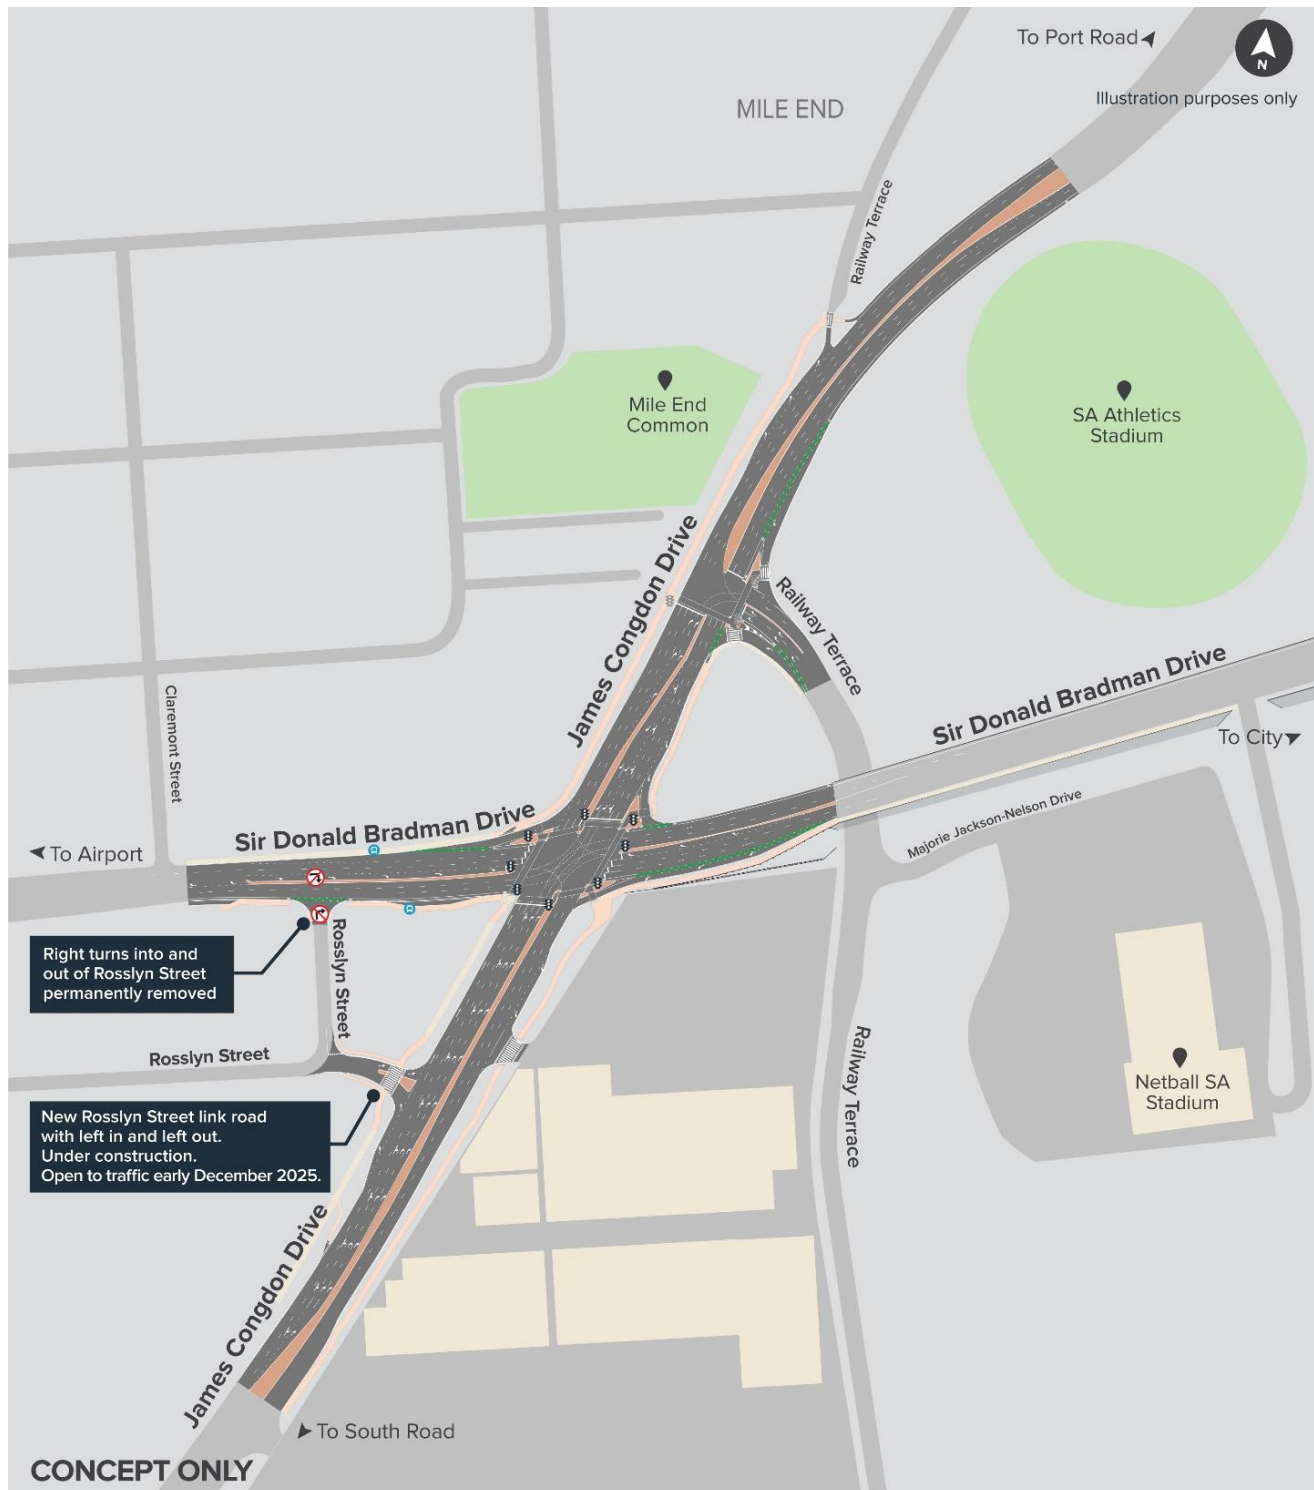 To Port Road
N
Illustration purposes only
MILE END
Railway Terrace
Mile End
Common
SA Athletics
Stadium
James Congdon Drive
Railway Terrace
Sir Donald Bradman Drive
To City
Claremont Street
Sir Donald Bradman Drive
To Airport
Majorie Jackson-Nelson Drive
Right turns into and
out of Rosslyn Street
permanently removed
Rosslyn Street
Rosslyn Street
Railway Terrace
Netball SA
Stadium
New Rosslyn Street link road
with left in and left out.
Under construction.
Open to traffic early December 2025.
James Congdon Drive
To South Road
CONCEPT ONLY